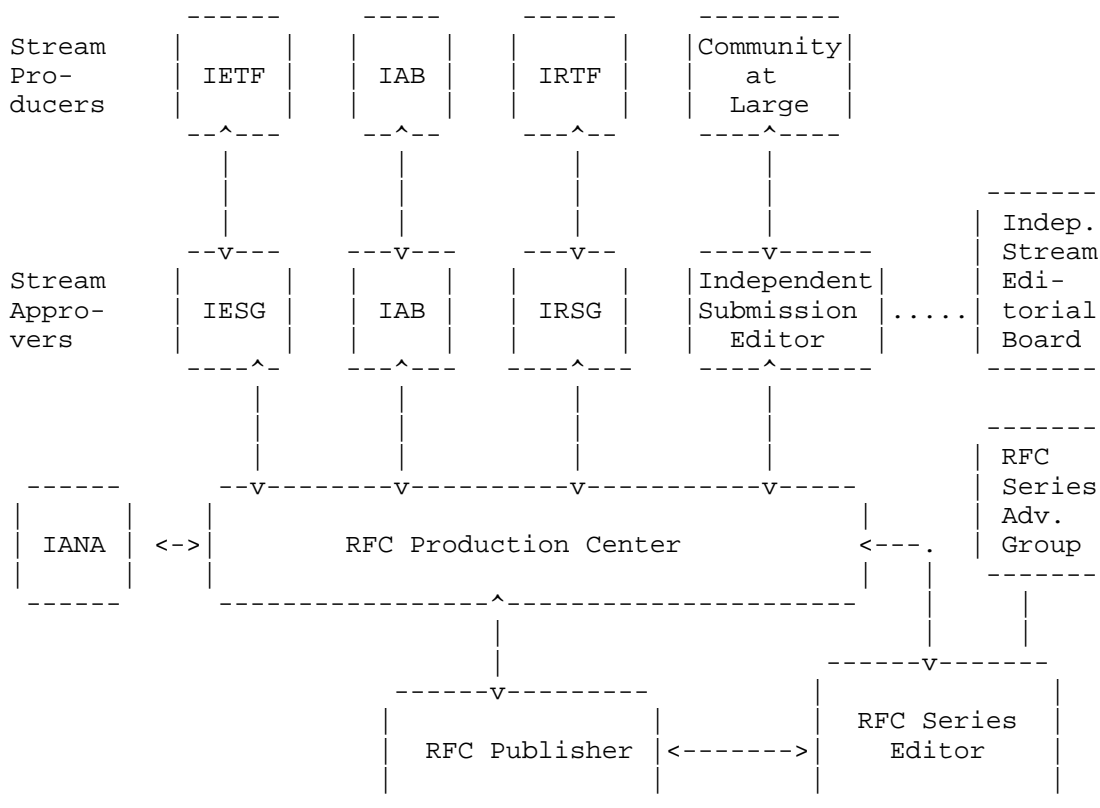 Stream
Pro-
ducers
IETF
IAB
IRTF
Community
at
Large
Stream
Appro-
vers
IESG
IAB
IRSG
Independent
Submission
Editor
.....
Indep.
Stream
Edi-
torial
Board
RFC
Series
Adv.
Group
IANA
<->
RFC Production Center
<---.
RFC Publisher
<------->
RFC Series
Editor